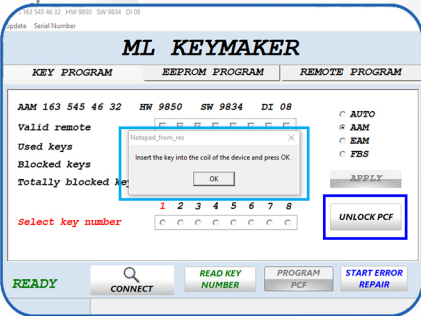 163 545 46 32 HW 9850 SW 9834 DI 08
Update Serial Number
ML KEYMAKER
KEY PROGRAM EEPROM PROGRAM REMOTE PROGRAM
AAM 163 545 46 32 HW 9850 SW 9834 DI 08
Valid remote
Used keys
Blocked keys
Totally blocked key
AUTO
AAM
EAM
FBS
APPLY
UNLOCK PCF
Notepad_from_res
Insert the key into the coil of the device and press OK
OK
1 2 3 4 5 6 7 8
Select key number
READY
CONNECT
READ KEY
NUMBER
PROGRAM
PCF
START ERROR
REPAIR